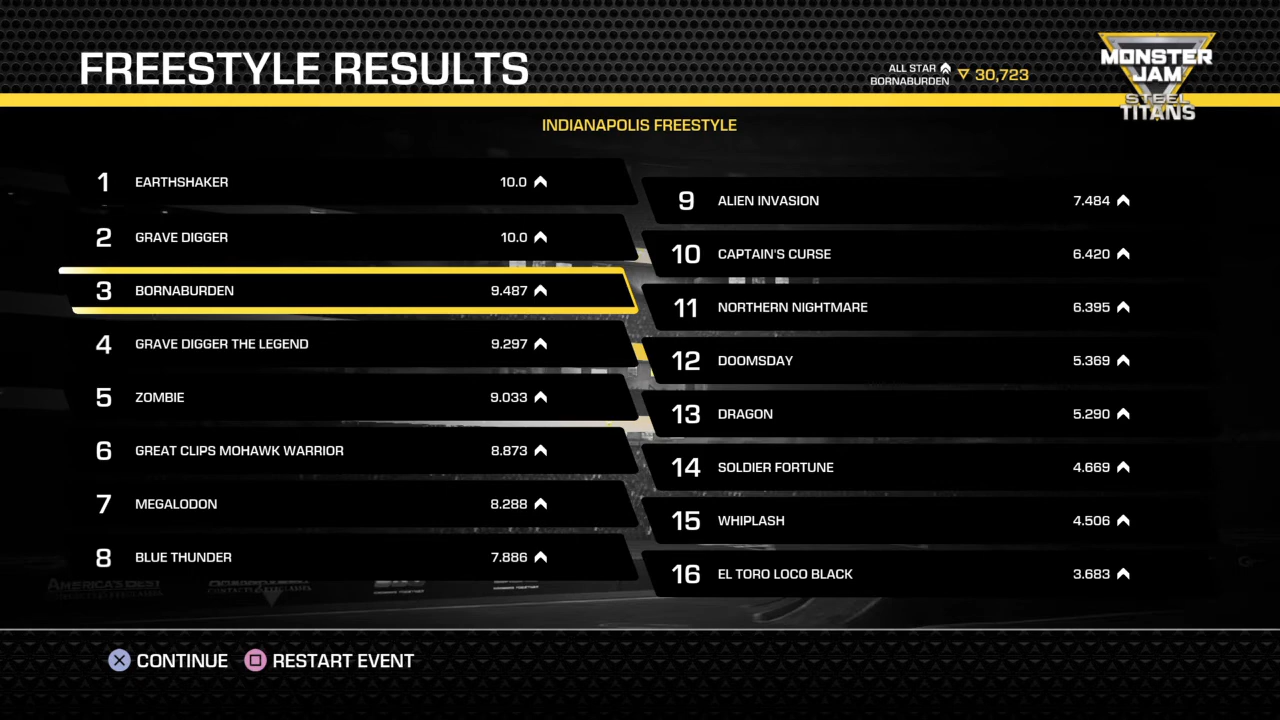 FREESTYLE RESULTS
ALL STAR
BORNABURDEN
30,723
MONSTER
JAM
STEEL
TITANS
INDIANAPOLIS FREESTYLE
1 EARTHSHAKER 10.0
2 GRAVE DIGGER 10.0
3 BORNABURDEN 9.487
4 GRAVE DIGGER THE LEGEND 9.297
5 ZOMBIE 9.033
6 GREAT CLIPS MOHAWK WARRIOR 8.873
7 MEGALODON 8.288
8 BLUE THUNDER 7.886
9 ALIEN INVASION 7.484
10 CAPTAIN'S CURSE 6.420
11 NORTHERN NIGHTMARE 6.395
12 DOOMSDAY 5.369
13 DRAGON 5.290
14 SOLDIER FORTUNE 4.669
15 WHIPLASH 4.506
16 EL TORO LOCO BLACK 3.683
AMERICA'S BEST
CONTINUE RESTART EVENT